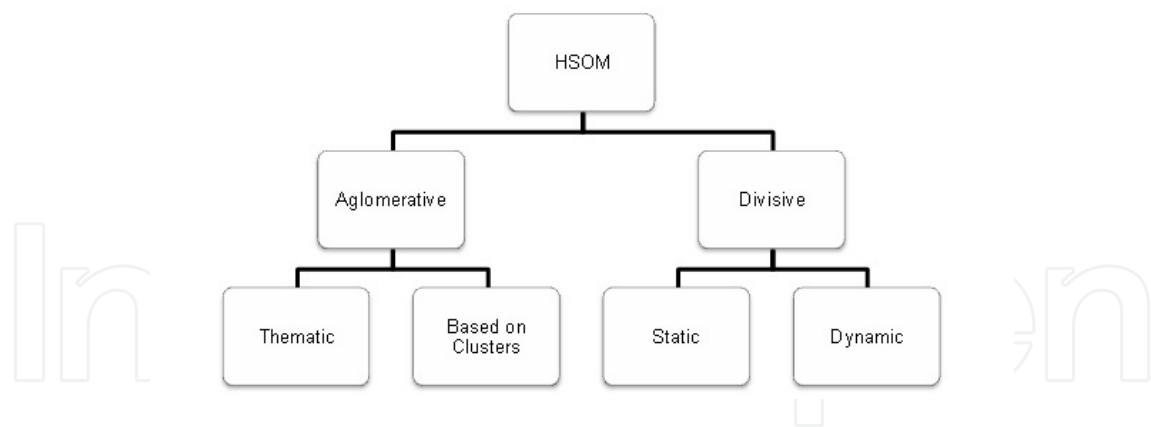 HSOM
Aglomerative
Divisive
Thematic
Based on
Clusters
Static
Dynamic